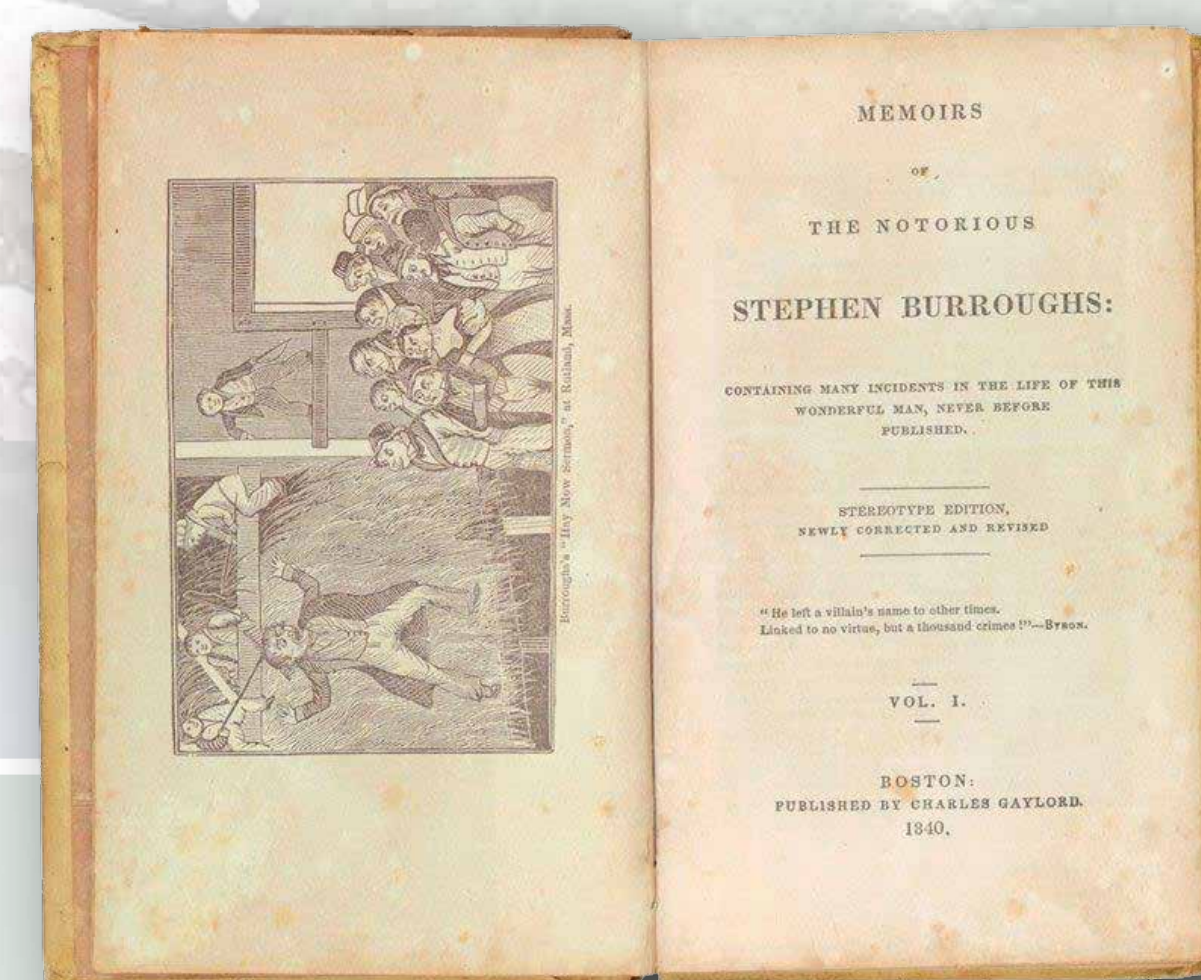 Burroughs's "Hay Mow Sermon," at Rutland, Mass.
MEMOIRS
OF
THE NOTORIOUS
STEPHEN BURROUGHS:
CONTAINING MANY INCIDENTS IN THE LIFE OF THIS
WONDERFUL MAN, NEVER BEFORE
PUBLISHED.
STEREOTYPE EDITION,
NEWLY CORRECTED AND REVISED
"He left a villain's name to other times.
Linked to no virtue, but a thousand crimes!"—BYRON.
VOL. I.
BOSTON:
PUBLISHED BY CHARLES GAYLORD.
1840.